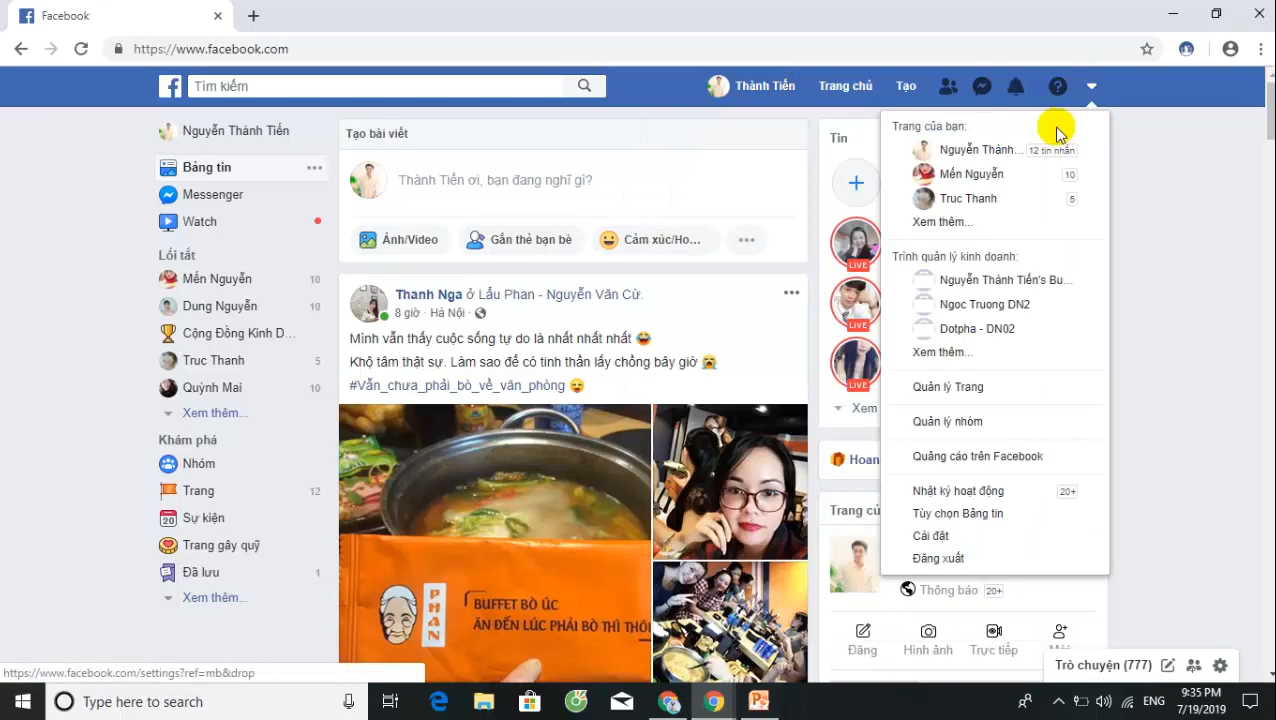 Facebook
https://www.facebook.com
Tìm kiếm
Thành Tiến
Trang chủ
Tạo
Nguyễn Thành Tiến
Bảng tin
Messenger
Watch
Lối tắt
Mến Nguyễn 10
Dung Nguyễn 10
Cộng Đồng Kinh D...
Truc Thanh 5
Quỳnh Mai 10
Xem thêm...
Khám phá
Nhóm
Trang 12
20 Sự kiện
Trang gây quỹ
Đã lưu 1
Xem thêm...
Tạo bài viết
Thành Tiến ơi, bạn đang nghĩ gì?
Ảnh/Video
Gắn thẻ bạn bè
Cảm xúc/Ho...
Thanh Nga ở Lẩu Phan - Nguyễn Văn Cừ.
8 giờ · Hà Nội ·
Mình vẫn thấy cuộc sống tự do là nhất nhất nhất
Khộ tâm thật sự. Làm sao để có tinh thần lấy chồng bây giờ
#Vẫn_chưa_phải_bò_về_văn_phòng
PHAN
BUFFET BÒ ÚC
ĂN ĐẾN LÚC PHẢI BÒ THÌ THÔ
Tin
LIVE
LIVE
LIVE
Xem
Hoan
Trang củ
Thông báo 20+
Đăng
Hình ảnh
Trực tiếp
Trang của bạn:
Nguyễn Thành... 12 tin nhắn
Mến Nguyễn 10
Truc Thanh 5
Xem thêm...
Trình quản lý kinh doanh:
Nguyễn Thành Tiến's Bu...
Ngoc Truong DN2
Dotpha - DN02
Xem thêm...
Quản lý Trang
Quản lý nhóm
Quảng cáo trên Facebook
Nhật ký hoạt động 20+
Tùy chọn Bảng tin
Cài đặt
Đăng xuất
Trò chuyện (777)
https://www.facebook.com/settings?ref=mb&drop
Type here to search
ENG
9:35 PM
7/19/2019